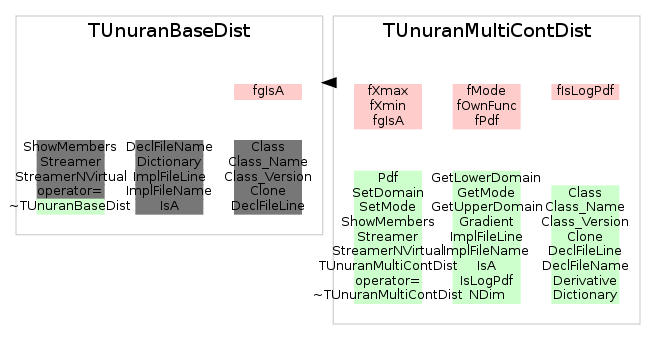 TUnuranBaseDist
fgIsA
ShowMembers
Streamer
StreamerNVirtual
operator=
~TUnuranBaseDist
DeclFileName
Dictionary
ImplFileLine
ImplFileName
IsA
Class
Class_Name
Class_Version
Clone
DeclFileLine
TUnuranMultiContDist
fXmax
fXmin
fgIsA
fMode
fOwnFunc
fPdf
fIsLogPdf
Pdf
SetDomain
SetMode
ShowMembers
Streamer
StreamerNVirtual
TUnuranMultiContDist
operator=
~TUnuranMultiContDist
GetLowerDomain
GetMode
GetUpperDomain
Gradient
ImplFileLine
ImplFileName
IsA
IsLogPdf
NDim
Class
Class_Name
Class_Version
Clone
DeclFileLine
DeclFileName
Derivative
Dictionary